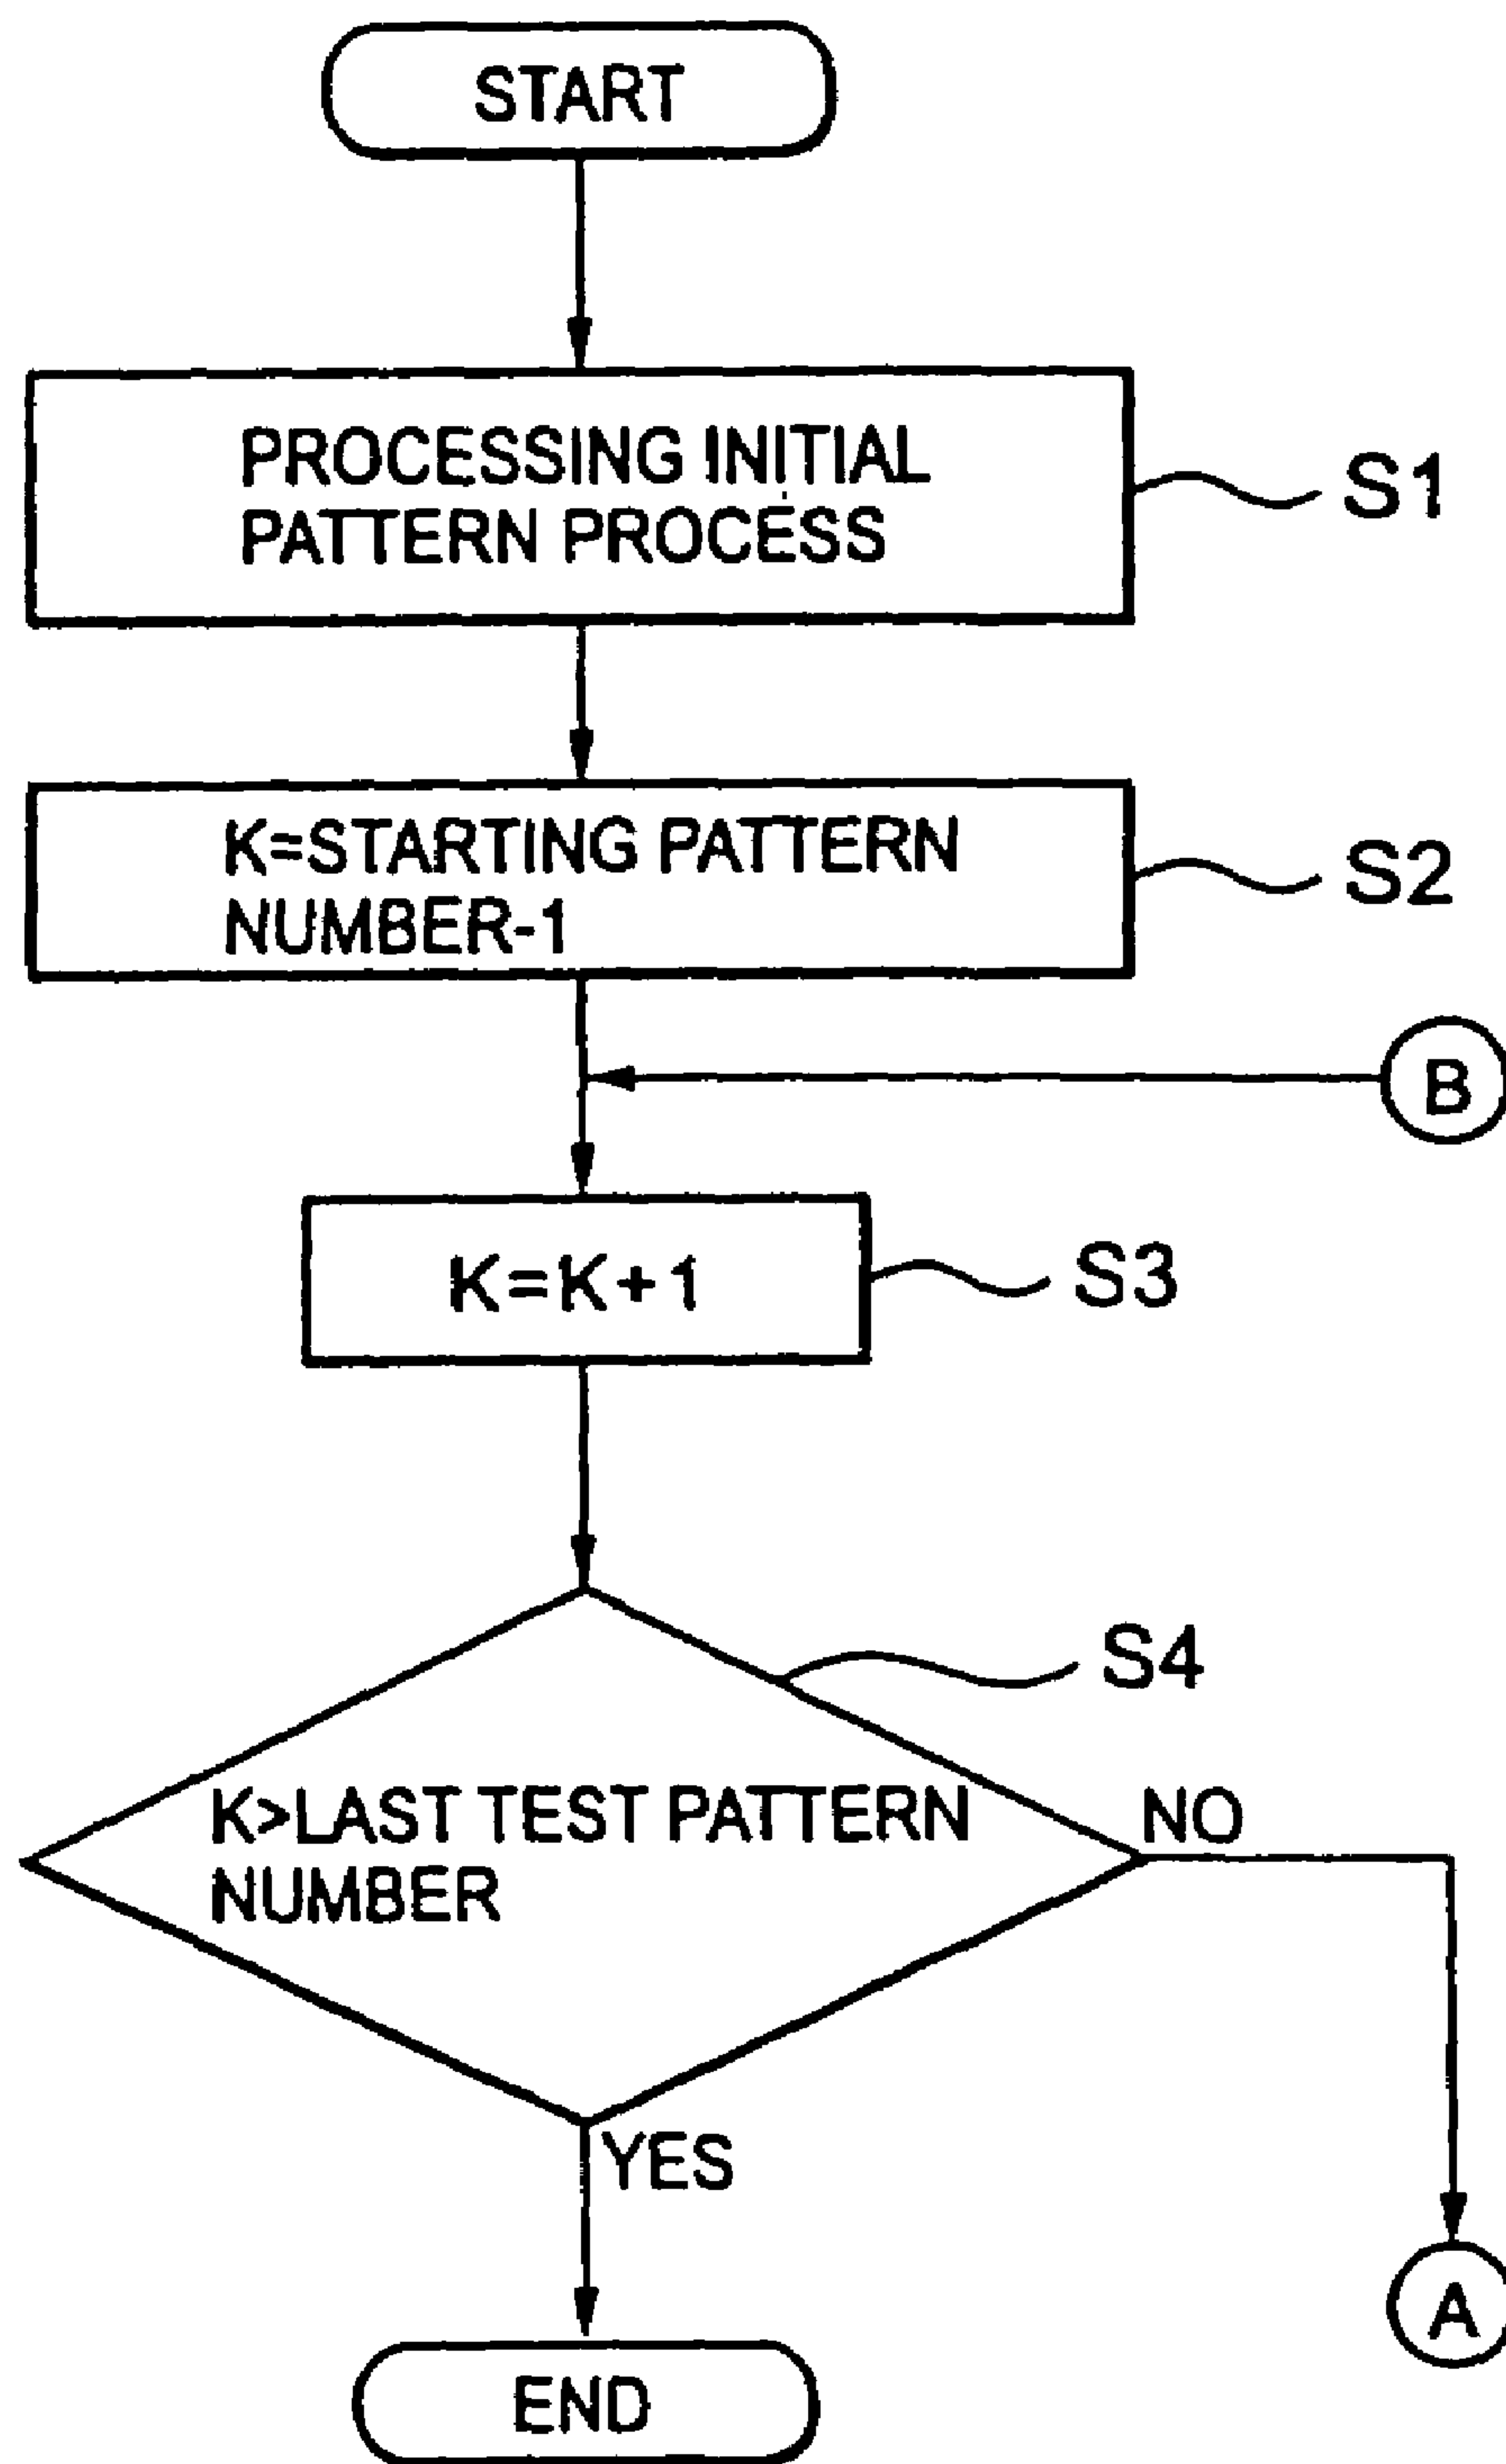 START
PROCESSING INITIAL
PATTERN PROCESS
S1
K=STARTING PATTERN
NUMBER-1
S2
B
K=K+1
S3
S4
K>LAST TEST PATTERN
NUMBER
NO
YES
A
END